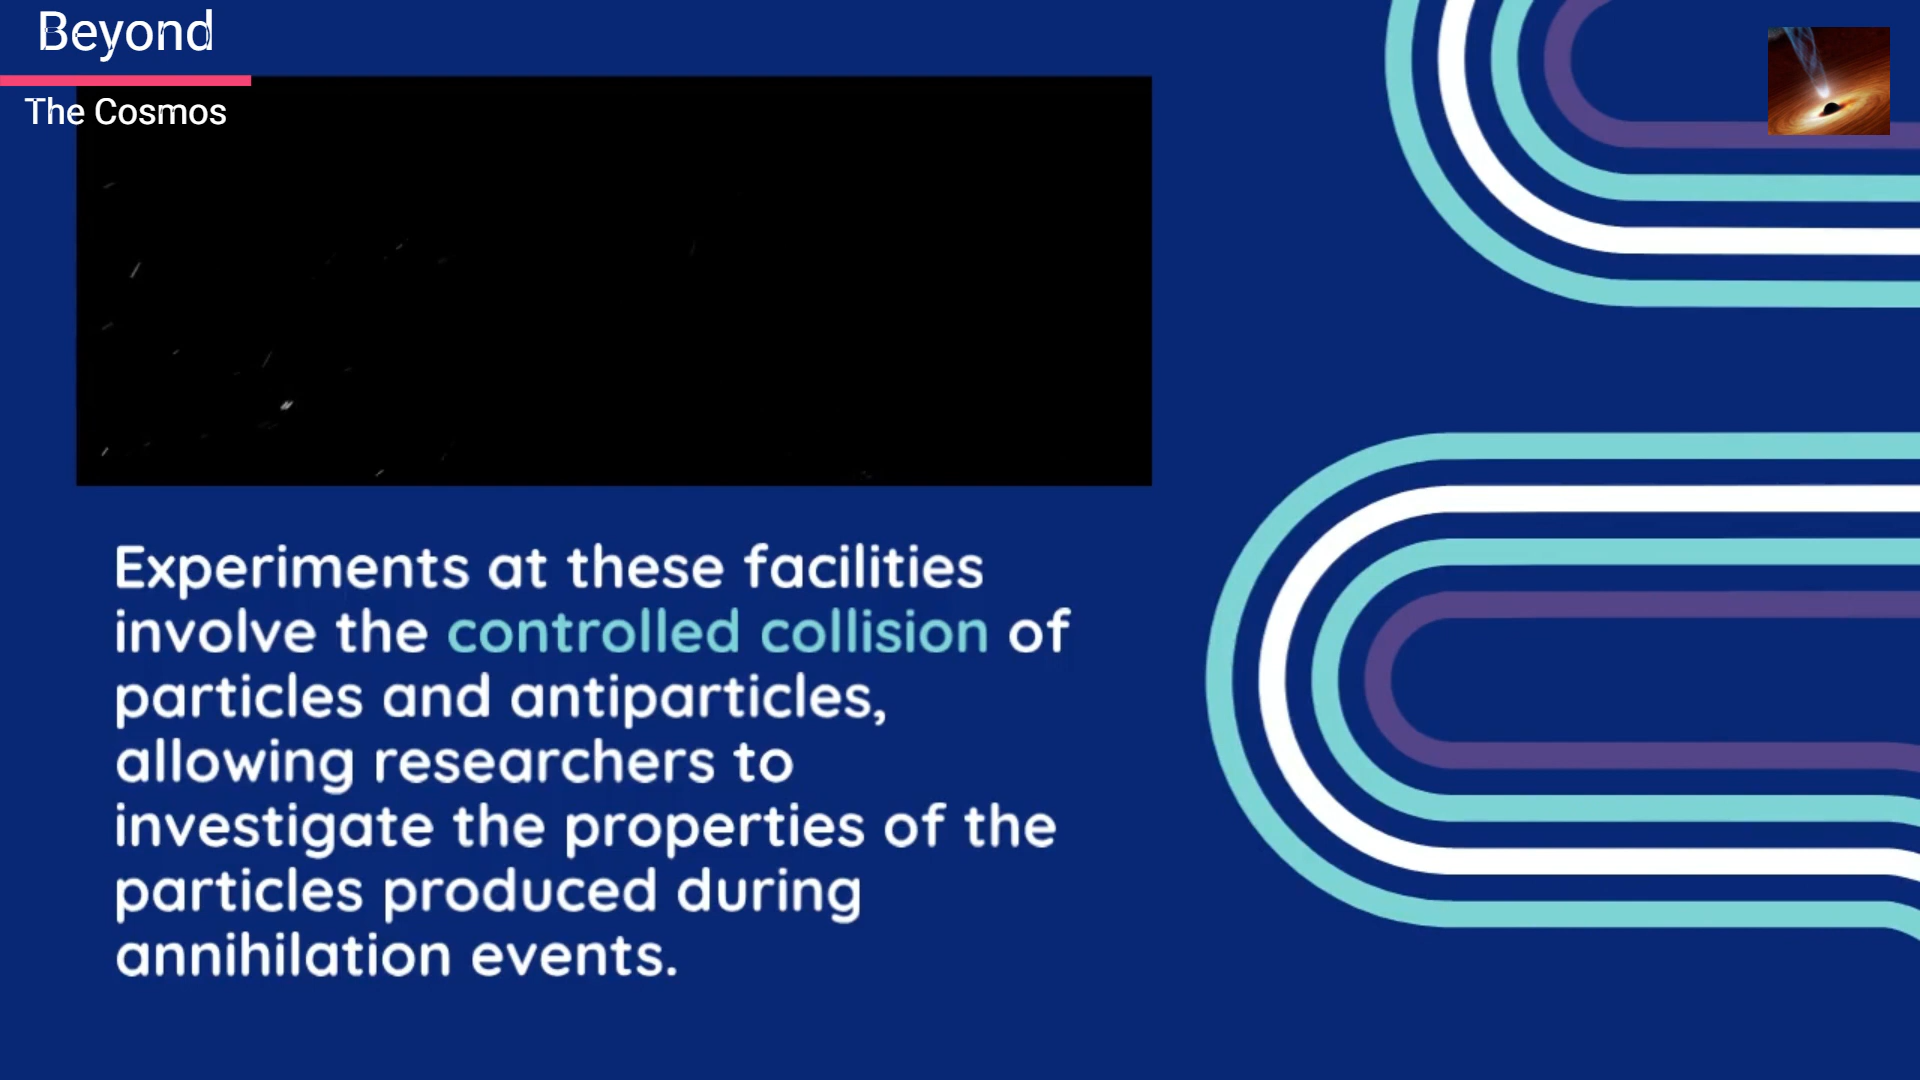 Beyond
The Cosmos
Experiments at these facilities
involve the controlled collision of
particles and antiparticles,
allowing researchers to
investigate the properties of the
particles produced during
annihilation events.